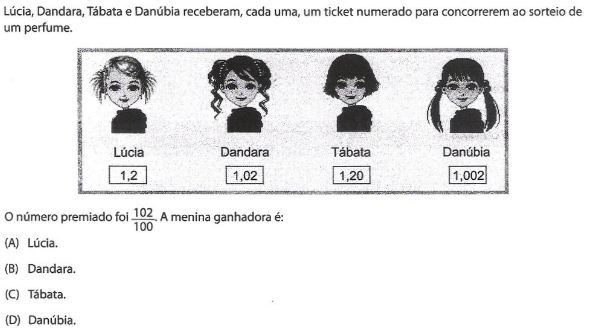 Lúcia, Dandara, Tábata e Danúbia receberam, cada uma, um ticket numerado para concorrerem ao sorteio de
um perfume.
Lúcia Dandara Tábata Danúbia
1,2 1,02 1,20 1,002
O número premiado foi 102/100. A menina ganhadora é:
(A) Lúcia.
(B) Dandara.
(C) Tábata.
(D) Danúbia.